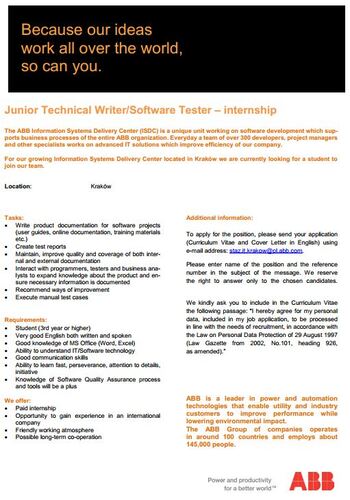 Because our ideas
work all over the world,
so can you.
Junior Technical Writer/Software Tester – internship
The ABB Information Systems Delivery Center (ISDC) is a unique unit working on software development which sup-
ports business processes of the entire ABB organization. Everyday a team of over 300 developers, project managers
and other specialists works on advanced IT solutions which improve efficiency of our company.
For our growing Information Systems Delivery Center located in Kraków we are currently looking for a student to
join our team.
Location: Kraków
Tasks:
• Write product documentation for software projects
(user guides, online documentation, training materials
etc.)
• Create test reports
• Maintain, improve quality and coverage of both inter-
nal and external documentation
• Interact with programmers, testers and business ana-
lysts to expand knowledge about the product and en-
sure necessary information is documented
• Recommend ways of improvement
• Execute manual test cases
Requirements:
• Student (3rd year or higher)
• Very good English both written and spoken
• Good knowledge of MS Office (Word, Excel)
• Ability to understand IT/Software technology
• Good communication skills
• Ability to learn fast, perseverance, attention to details,
initiative
• Knowledge of Software Quality Assurance process
and tools will be a plus
We offer:
• Paid internship
• Opportunity to gain experience in an international
company
• Friendly working atmosphere
• Possible long-term co-operation
Additional information:
To apply for the position, please send your application
(Curriculum Vitae and Cover Letter in English) using
e-mail address: staz.it.krakow@pl.abb.com.
Please enter name of the position and the reference
number in the subject of the message. We reserve
the right to answer only to the chosen candidates.
We kindly ask you to include in the Curriculum Vitae
the following passage: "I hereby agree for my personal
data, included in my job application, to be processed
in line with the needs of recruitment, in accordance with
the Law on Personal Data Protection of 29 August 1997
(Law Gazette from 2002, No.101, heading 926,
as amended)."
ABB is a leader in power and automation
technologies that enable utility and industry
customers to improve performance while
lowering environmental impact.
The ABB Group of companies operates
in around 100 countries and employs about
145,000 people.
Power and productivity
for a better world™
ABB